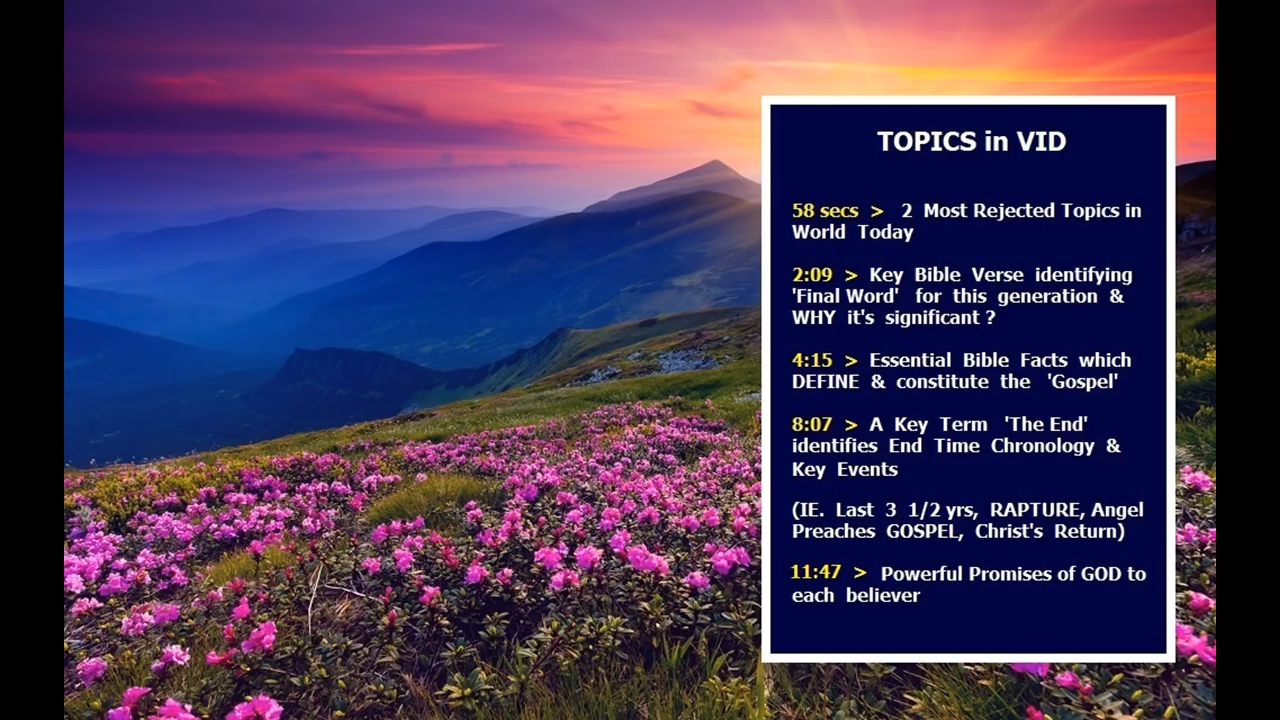 TOPICS in VID
58 secs > 2 Most Rejected Topics in
World Today
2:09 > Key Bible Verse identifying
'Final Word' for this generation &
WHY it's significant ?
4:15 > Essential Bible Facts which
DEFINE & constitute the 'Gospel'
8:07 > A Key Term 'The End'
identifies End Time Chronology &
Key Events
(IE. Last 3 1/2 yrs, RAPTURE, Angel
Preaches GOSPEL, Christ's Return)
11:47 > Powerful Promises of GOD to
each believer